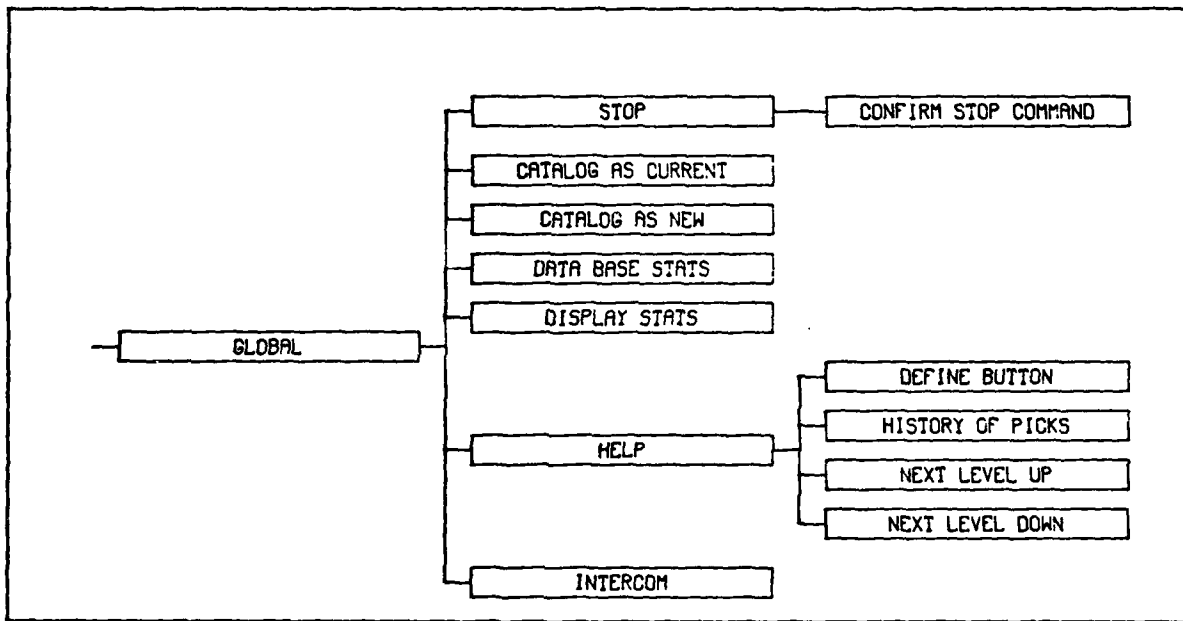 STOP
CONFIRM STOP COMMAND
CATALOG AS CURRENT
CATALOG AS NEW
DATA BASE STATS
DISPLAY STATS
GLOBAL
DEFINE BUTTON
HISTORY OF PICKS
HELP
NEXT LEVEL UP
NEXT LEVEL DOWN
INTERCOM